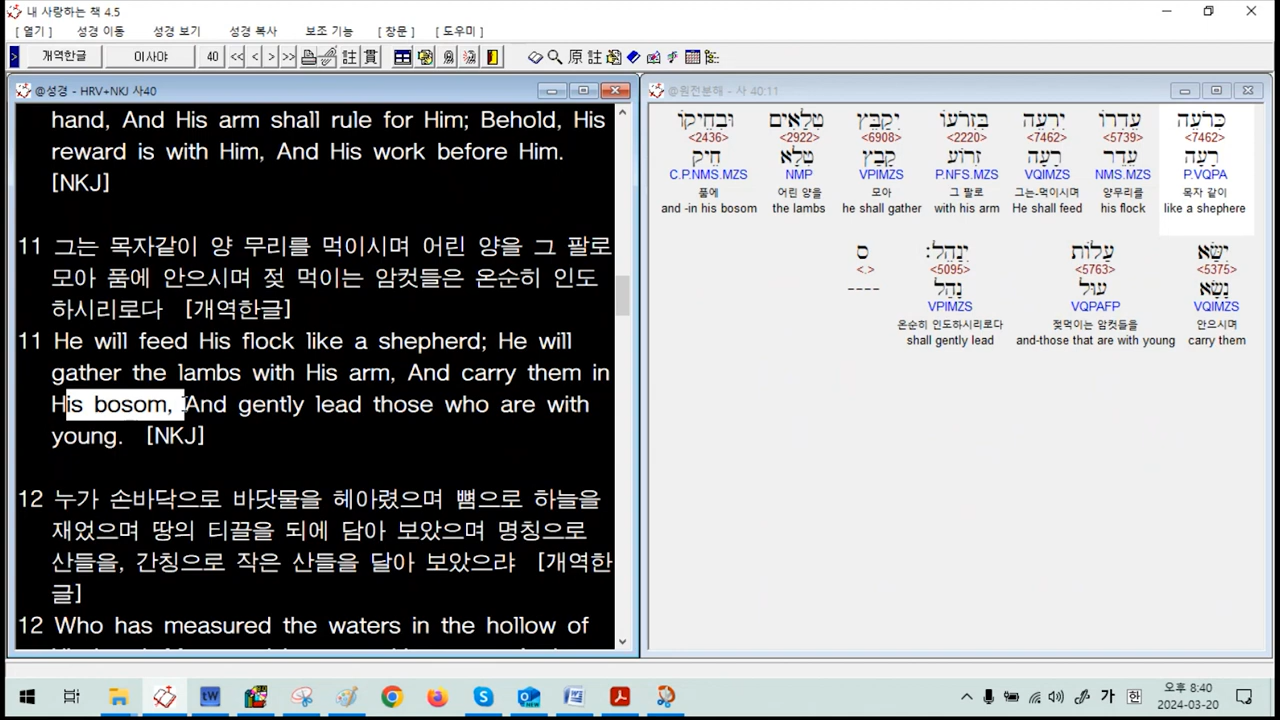 내 사랑하는 책 4.5
[ 열기 ] 성경 이동 성경 보기 성경 복사 보조 기능 [ 창문 ] [ 도우미 ]
개역한글 이사야 40 << < > >> 註 貫 原 註
@성경 - HRV+NKJ 사40
hand, And His arm shall rule for Him; Behold, His
reward is with Him, And His work before Him.
[NKJ]
11 그는 목자같이 양 무리를 먹이시며 어린 양을 그 팔로
모아 품에 안으시며 젖 먹이는 암컷들은 온순히 인도
하시리로다 [개역한글]
11 He will feed His flock like a shepherd; He will
gather the lambs with His arm, And carry them in
His bosom, And gently lead those who are with
young. [NKJ]
12 누가 손바닥으로 바닷물을 헤아렸으며 뼘으로 하늘을
재었으며 땅의 티끌을 되에 담아 보았으며 명칭으로
산들을, 간칭으로 작은 산들을 달아 보았으랴 [개역한
글]
12 Who has measured the waters in the hollow of
@원전분해 - 사 40:11
כְּרֹעֶה עֶדְרוֹ יִרְעֶה בִּזְרֹעוֹ יְקַבֵּץ טְלָאִים וּבְחֵיקוֹ
<2436> <2922> <6908> <2220> <7462> <5739> <7462>
רָעָה עֵדֶר רָעָה זְרוֹעַ קָבַץ טְלָא חֵיק
C.P.NMS.MZS NMP VPIMZS P.NFS.MZS VQIMZS NMS.MZS P.VQPA
품에 어린 양을 모아 그 팔로 그는-먹이시며 양무리를 목자 같이
and -in his bosom the lambs he shall gather with his arm He shall feed his flock like a shephere
יִשָּׂא עָלוֹת יְנַהֵל׃ ס
<.> <5095> <5763> <5375>
נָשָׂא עוּל נָהַל ----
VPIMZS VQPAFP VQIMZS
온순히 인도하시리로다 젖먹이는 암컷들을 안으시며
shall gently lead and-those that are with young carry them
가 한 오후 8:40
2024-03-20